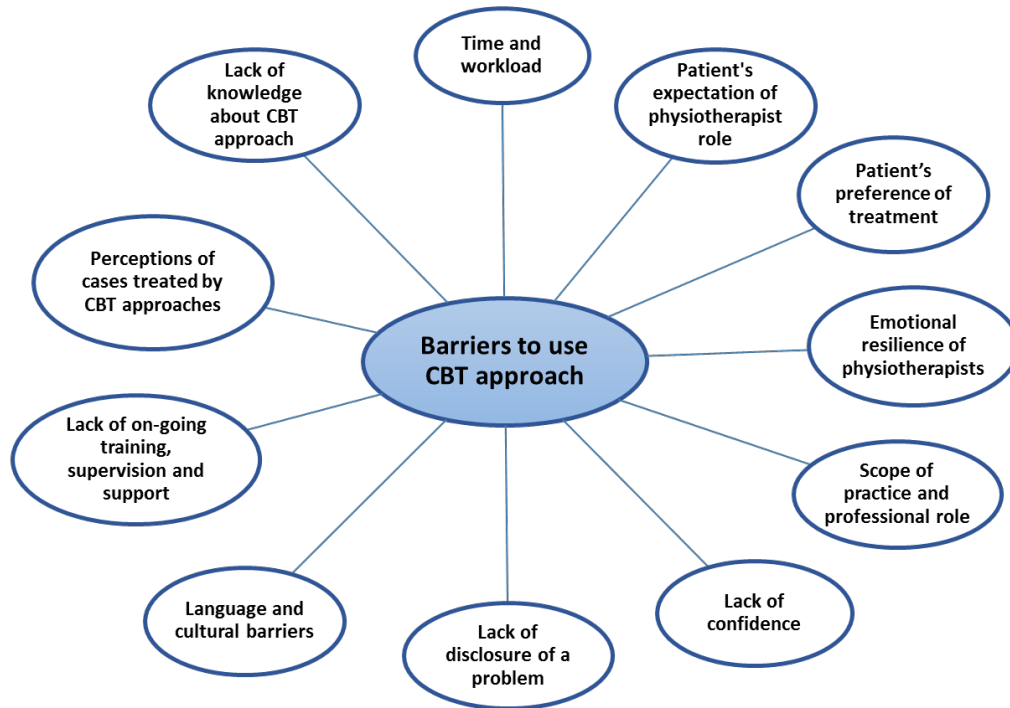 Barriers to use
CBT approach
Time and
workload
Patient's
expectation of
physiotherapist
role
Patient’s
preference of
treatment
Emotional
resilience of
physiotherapists
Scope of
practice and
professional role
Lack of
confidence
Lack of
disclosure of a
problem
Language and
cultural barriers
Lack of on-going
training,
supervision and
support
Perceptions of
cases treated by
CBT approaches
Lack of
knowledge
about CBT
approach